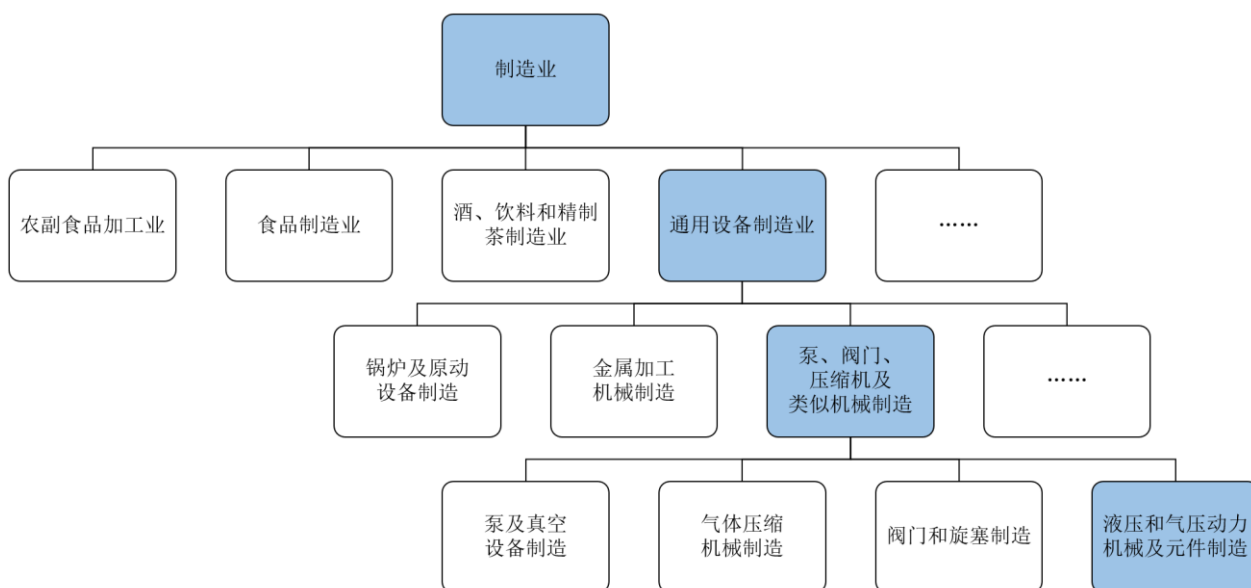 制造业
农副食品加工业
食品制造业
酒、饮料和精制
茶制造业
通用设备制造业
……
锅炉及原动
设备制造
金属加工
机械制造
泵、阀门、
压缩机及
类似机械制造
……
泵及真空
设备制造
气体压缩
机械制造
阀门和旋塞制造
液压和气压动力
机械及元件制造